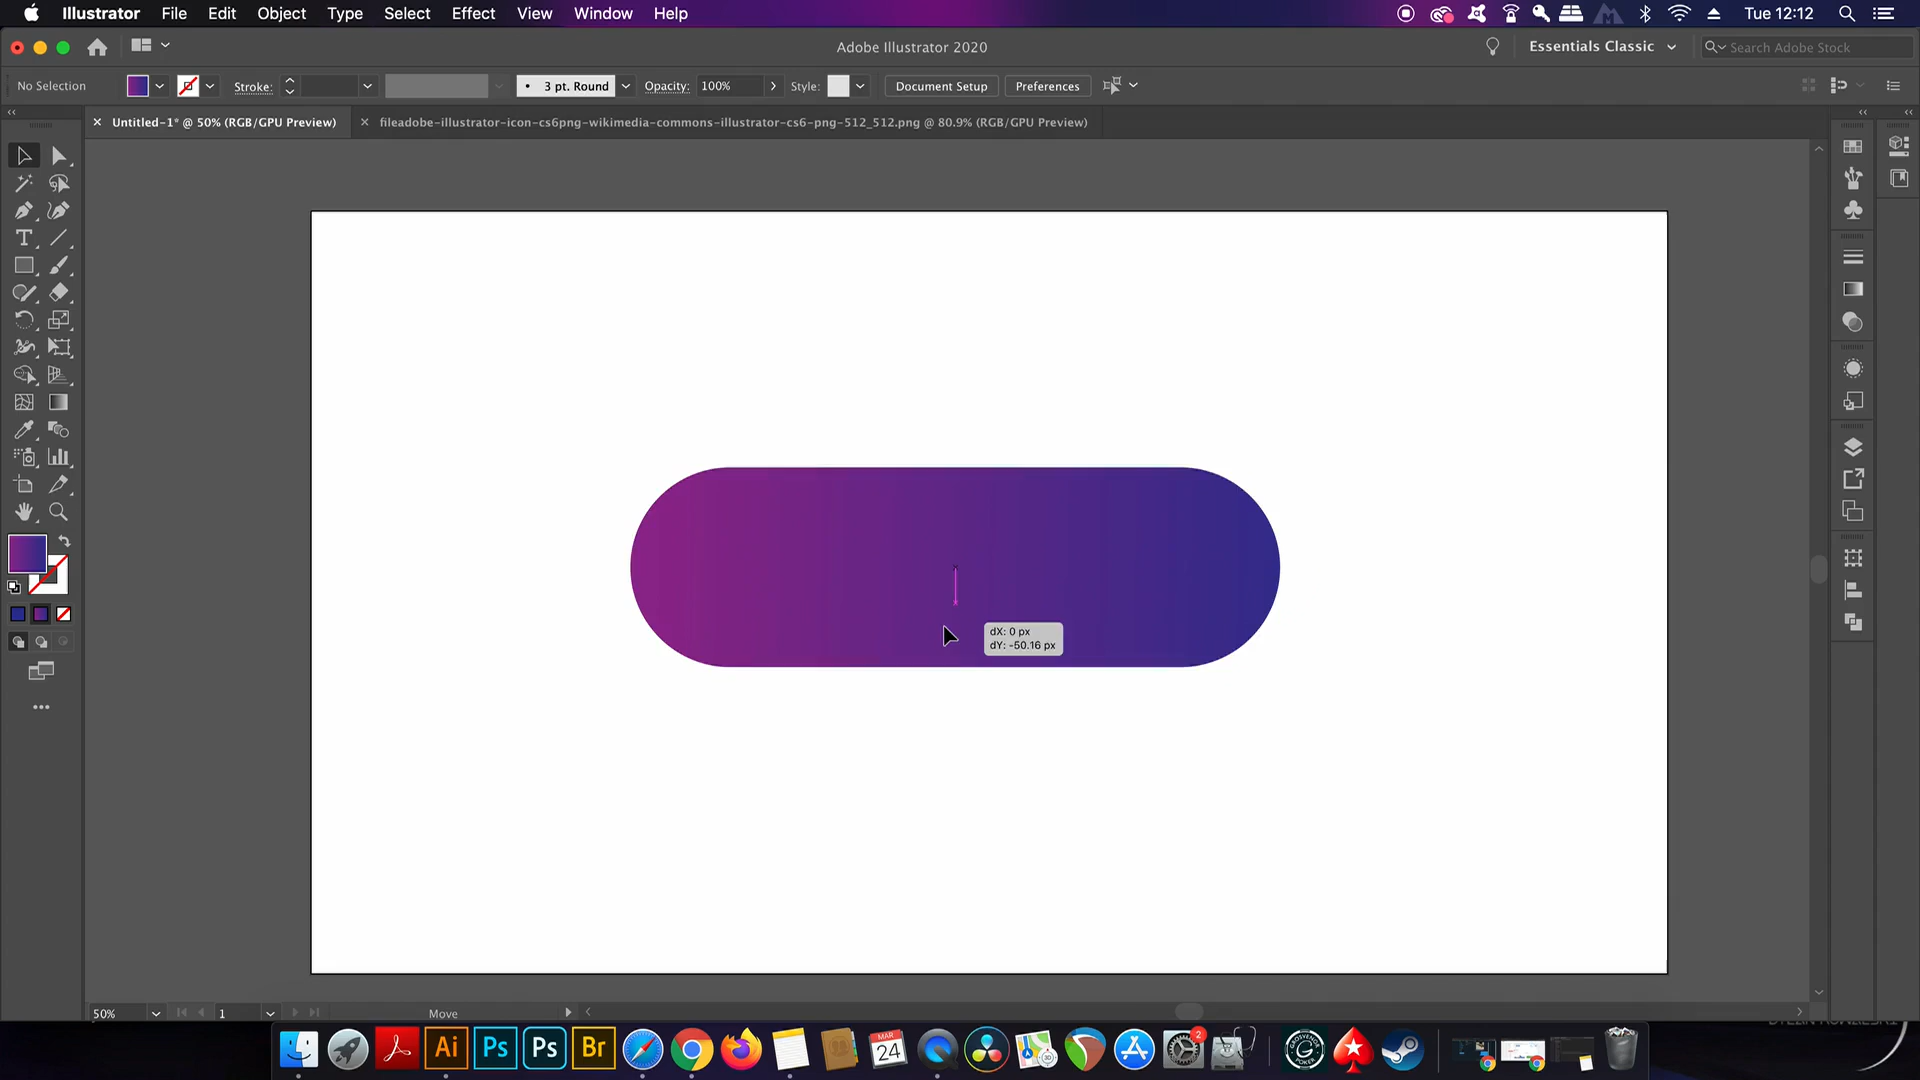 Illustrator File Edit Object Type Select Effect View Window Help
Tue 12:12
Adobe Illustrator 2020
Essentials Classic
Search Adobe Stock
No Selection
Stroke:
3 pt. Round
Opacity: 100%
Style:
Document Setup
Preferences
Untitled-1* @ 50% (RGB/GPU Preview)
fileadobe-illustrator-icon-cs6png-wikimedia-commons-illustrator-cs6-png-512_512.png @ 80.9% (RGB/GPU Preview)
T
dX: 0 px
dY: -50.16 px
50%
1
Move
Ai
Ps
Ps
Br
MAR
24
2